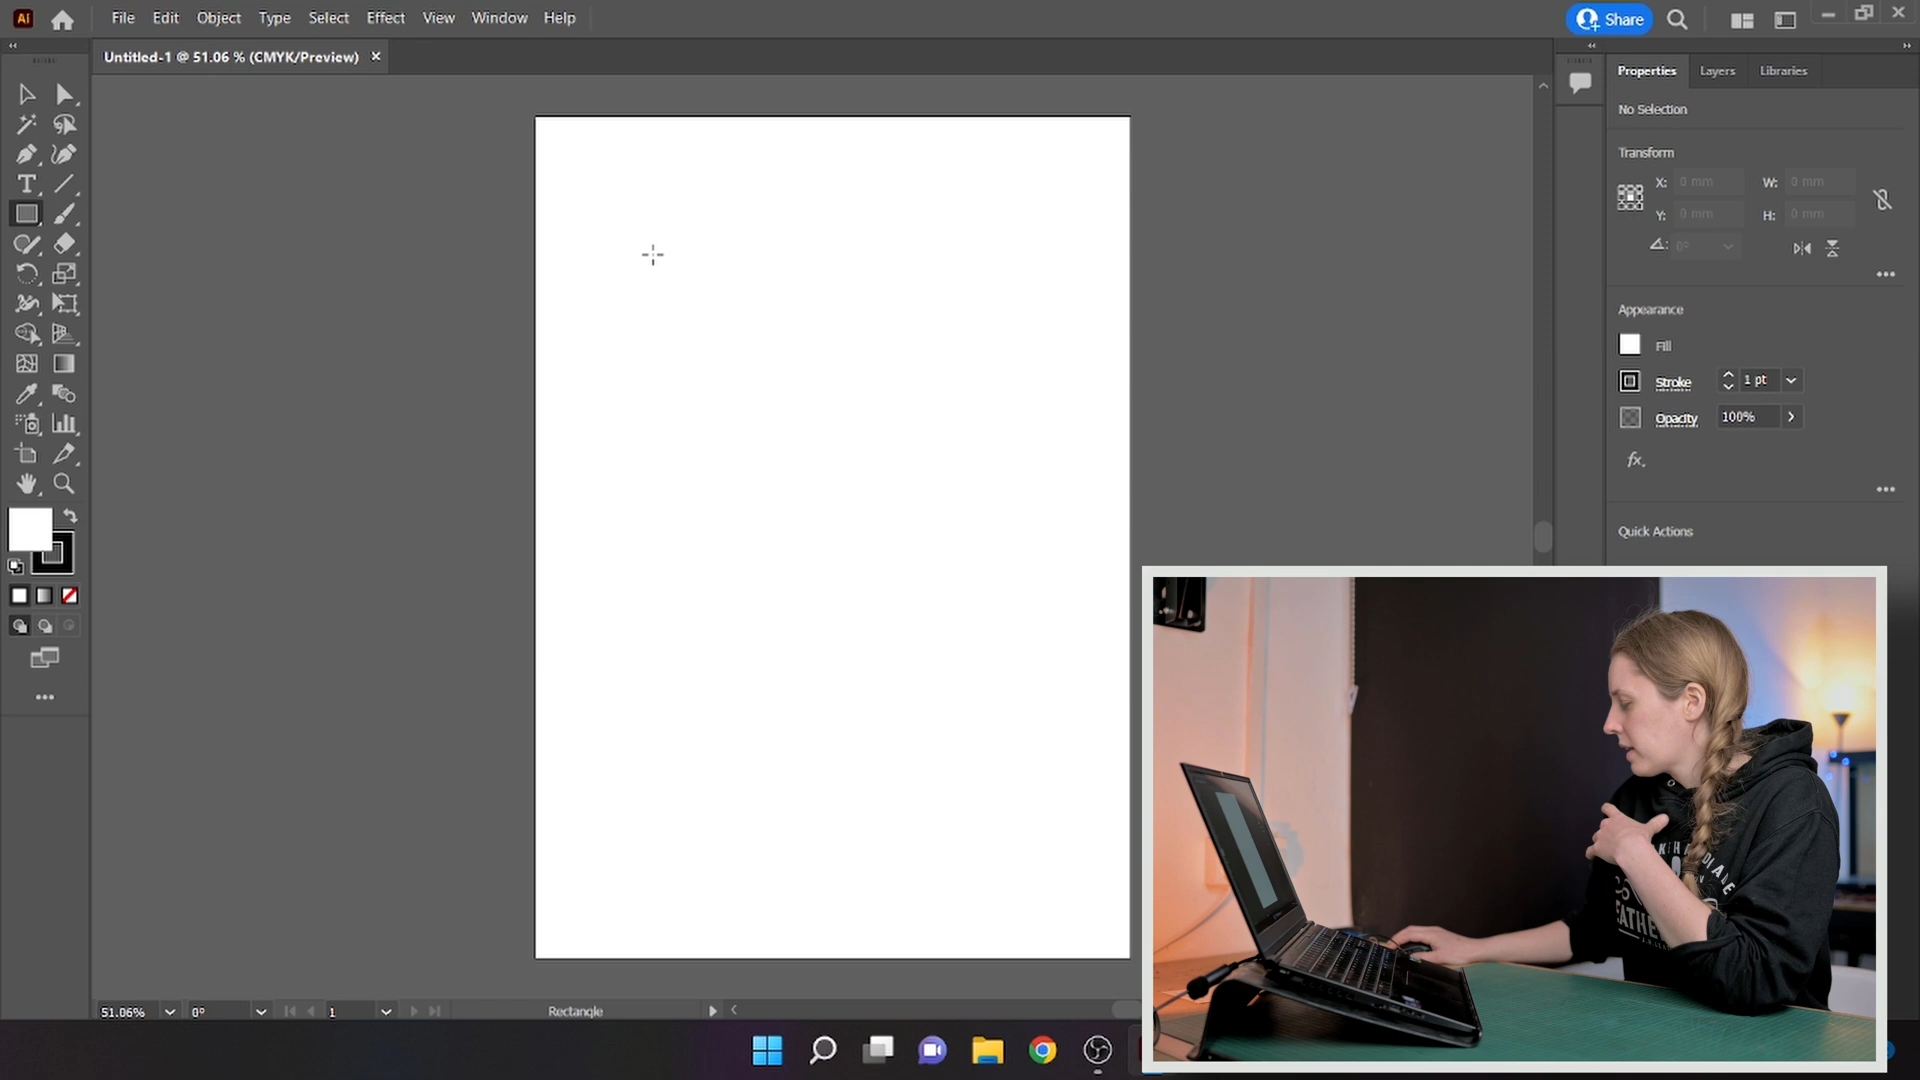 Ai
File Edit Object Type Select Effect View Window Help
Share
Untitled-1 @ 51.06 % (CMYK/Preview) ×
Properties Layers Libraries
No Selection
Transform
X: 0 mm W: 0 mm
Y: 0 mm H: 0 mm
0°
Appearance
Fill
Stroke 1 pt
Opacity 100%
fx.
Quick Actions
51.06% 0° 1 Rectangle